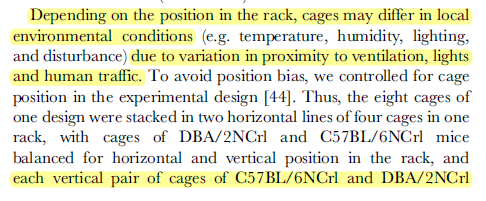 Depending on the position in the rack, cages may differ in local
environmental conditions (e.g. temperature, humidity, lighting,
and disturbance) due to variation in proximity to ventilation, lights
and human traffic. To avoid position bias, we controlled for cage
position in the experimental design [44]. Thus, the eight cages of
one design were stacked in two horizontal lines of four cages in one
rack, with cages of DBA/2NCrl and C57BL/6NCrl mice
balanced for horizontal and vertical position in the rack, and
each vertical pair of cages of C57BL/6NCrl and DBA/2NCrl